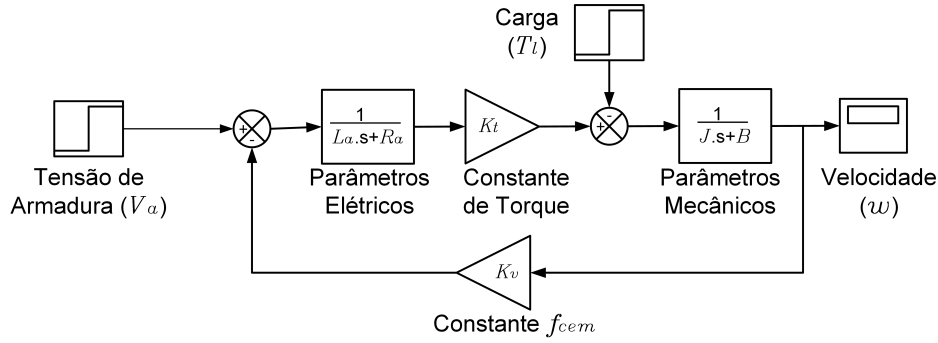 Carga
(Tl)
+
-
1
La.s+Ra
Kt
+
-
1
J.s+B
Tensão de
Armadura (Va)
Parâmetros
Elétricos
Constante
de Torque
Parâmetros
Mecânicos
Velocidade
(w)
Kv
Constante fcem